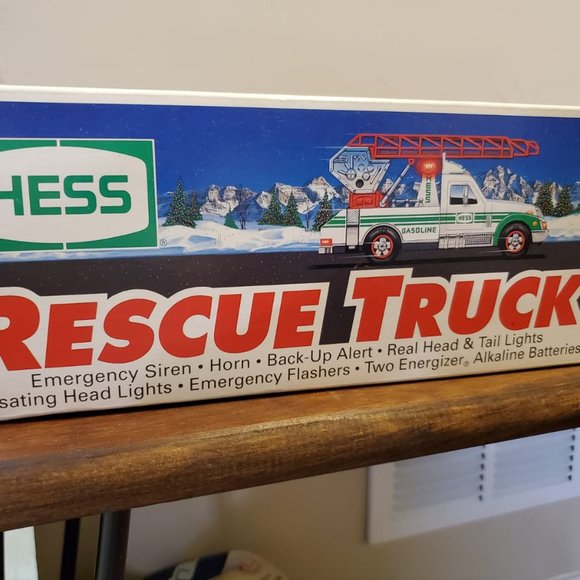 HESS
®
HESS
GASOLINE
HESS
RESCUE TRUCK
Emergency Siren • Horn • Back-Up Alert • Real Head & Tail Lights
sating Head Lights • Emergency Flashers • Two Energizer® Alkaline Batteries